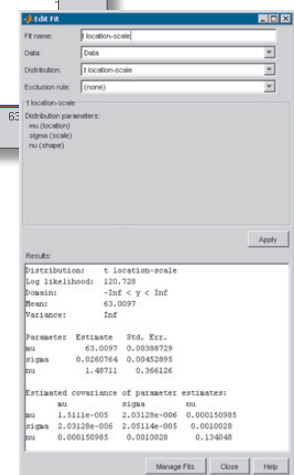 Edit Fit
Fit name: t location-scale
Data: Data
Distribution: t location-scale
Exclusion rule: (none)
t location-scale
Distribution parameters:
mu (location)
sigma (scale)
nu (shape)
63
Apply
Results:
Distribution: t location-scale
Log likelihood: 120.728
Domain: -Inf < y < Inf
Mean: 63.0097
Variance: Inf
Parameter Estimate Std. Err.
mu 63.0097 0.00388729
sigma 0.0260764 0.00452895
nu 1.48711 0.366126
Estimated covariance of parameter estimates:
mu sigma nu
mu 1.5111e-005 2.03128e-006 0.000150985
sigma 2.03128e-006 2.05114e-005 0.0010028
nu 0.000150985 0.0010028 0.134048
Manage Fits Close Help